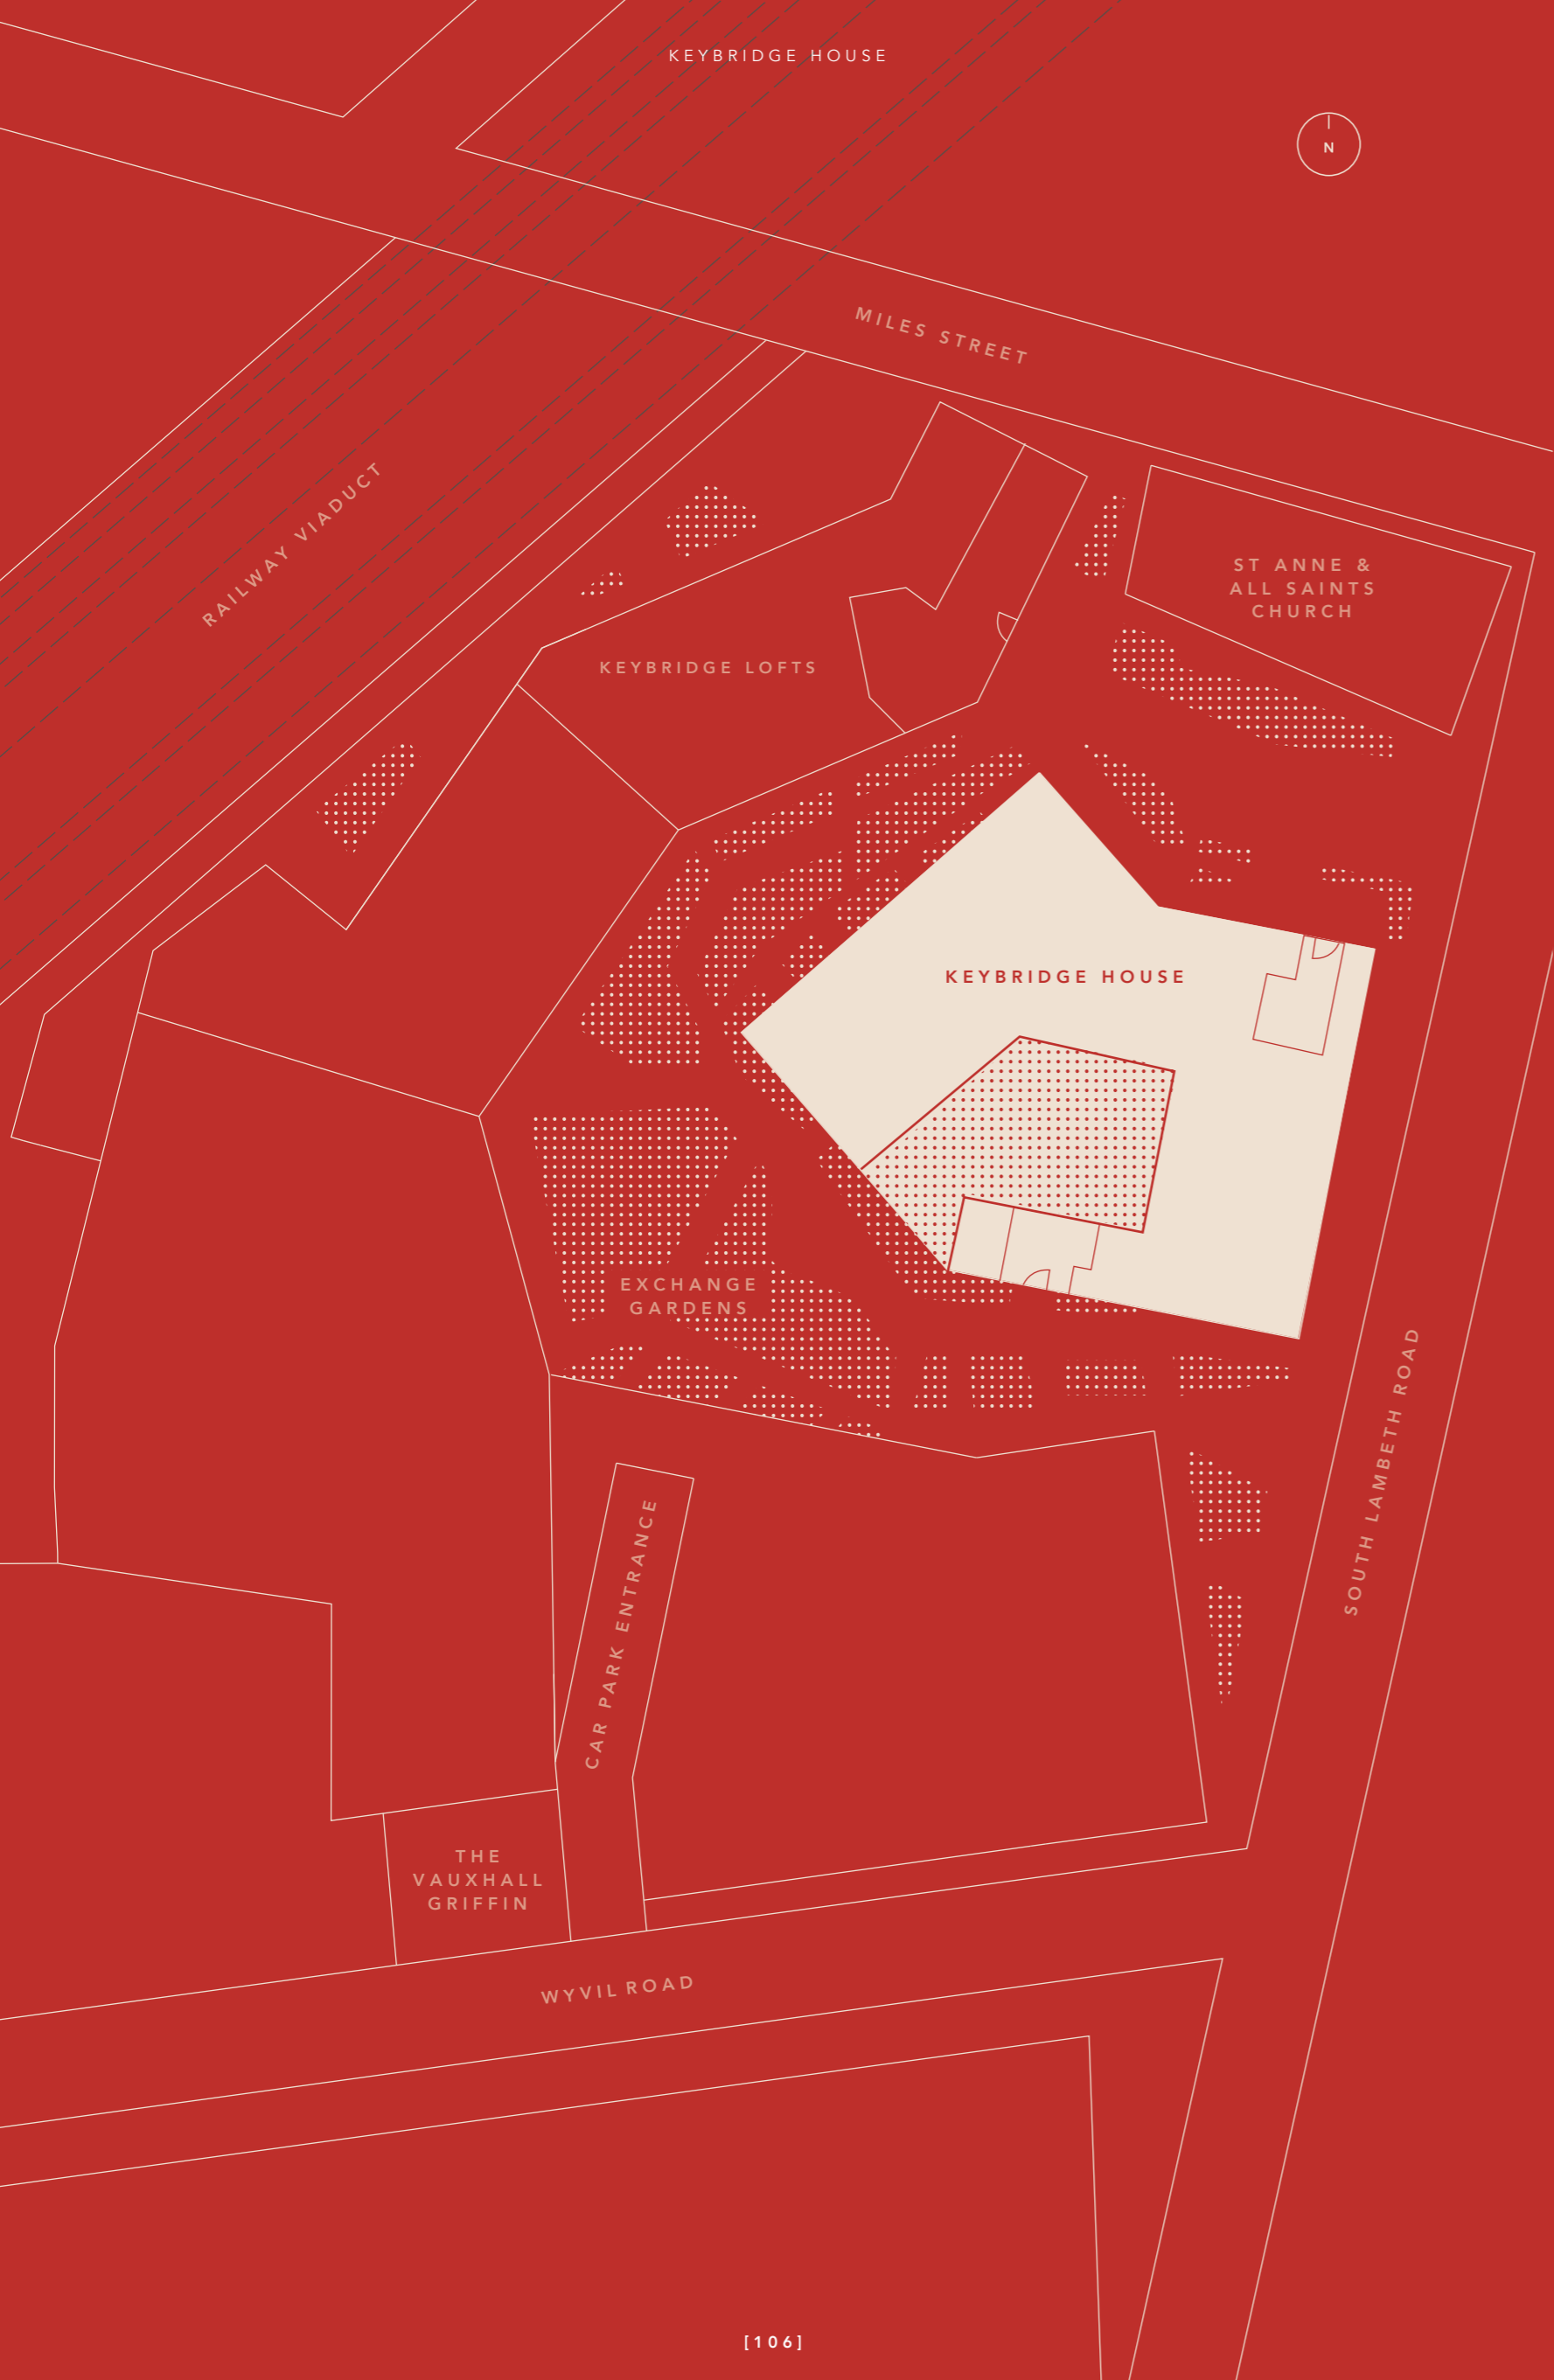 KEYBRIDGE HOUSE
N
MILES STREET
RAILWAY VIADUCT
ST ANNE &
ALL SAINTS
CHURCH
KEYBRIDGE LOFTS
KEYBRIDGE HOUSE
EXCHANGE
GARDENS
SOUTH LAMBETH ROAD
CAR PARK ENTRANCE
THE
VAUXHALL
GRIFFIN
WYVIL ROAD
[106]